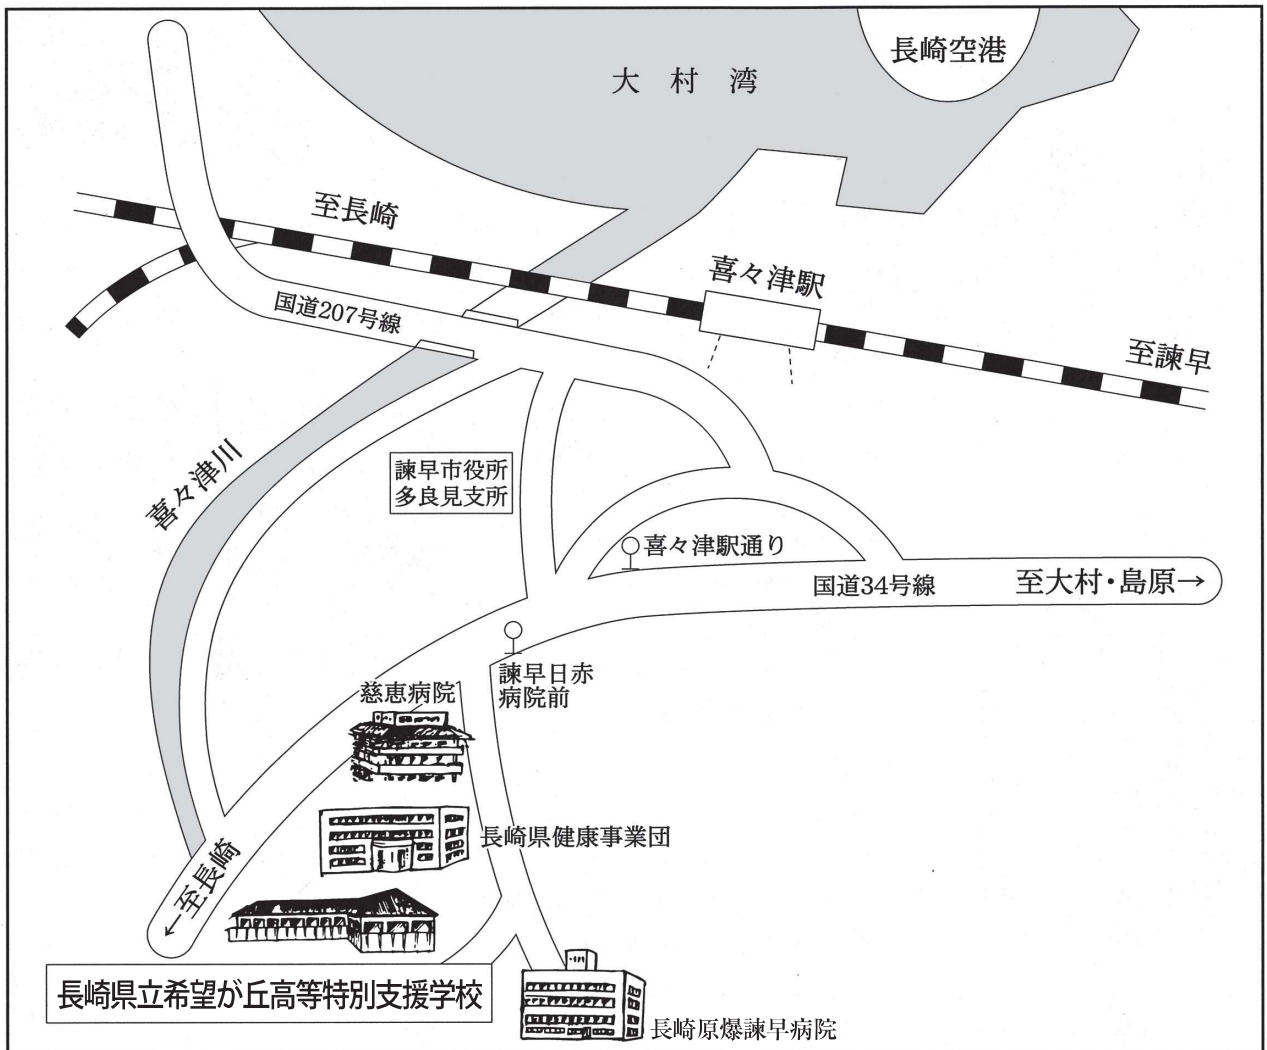 長崎空港
大村湾
至長崎
喜々津駅
国道207号線
至諫早
喜々津川
諫早市役所
多良見支所
喜々津駅通り
国道34号線
至大村・島原→
諫早日赤
病院前
慈恵病院
長崎県健康事業団
←至長崎
長崎県立希望が丘高等特別支援学校
長崎原爆諫早病院